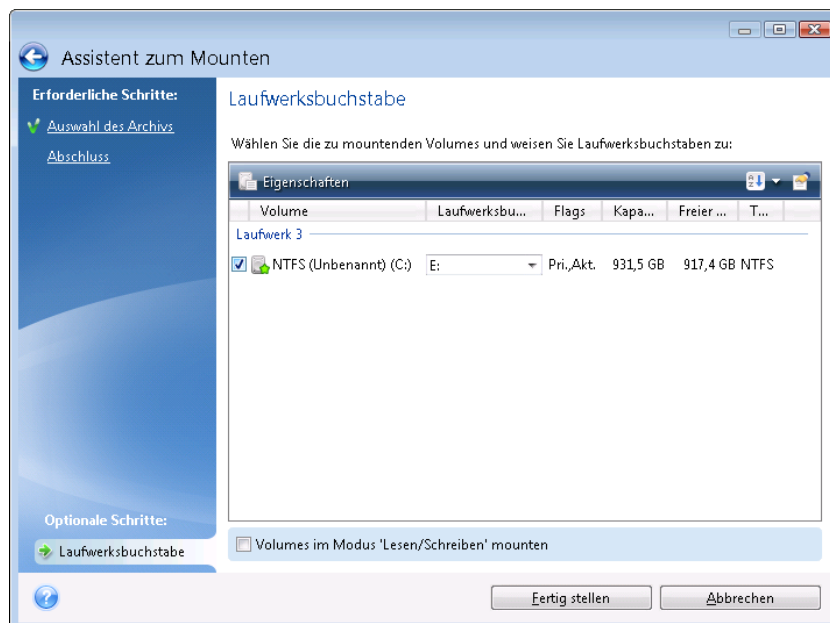 Assistent zum Mounten
Erforderliche Schritte:
Auswahl des Archivs
Abschluss
Optionale Schritte:
Laufwerksbuchstabe
Laufwerksbuchstabe
Wählen Sie die zu mountenden Volumes und weisen Sie Laufwerksbuchstaben zu:
Eigenschaften
Volume Laufwerksbu... Flags Kapa... Freier ... T...
Laufwerk 3
NTFS (Unbenannt) (C:) E: Pri.,Akt. 931,5 GB 917,4 GB NTFS
Volumes im Modus 'Lesen/Schreiben' mounten
Fertig stellen Abbrechen